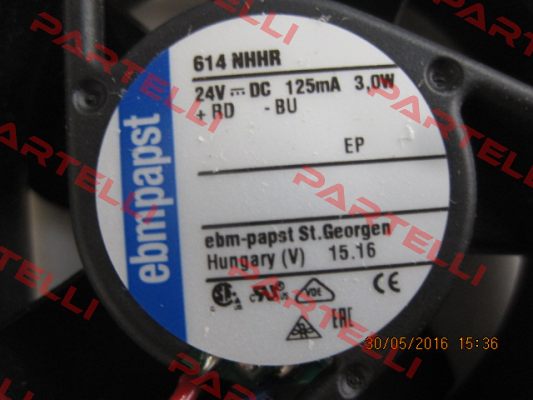 614 NHHR
24V ⎓ DC 125mA 3,0W
+ RD - BU
EP
ebmpapst
ebm-papst St.Georgen
Hungary (V) 15.16
VDE
CE
EAC
30/05/2016 15:36
PARTELLI
PARTELLI
PARTELLI
PARTELLI
PARTELLI
PARTELLI